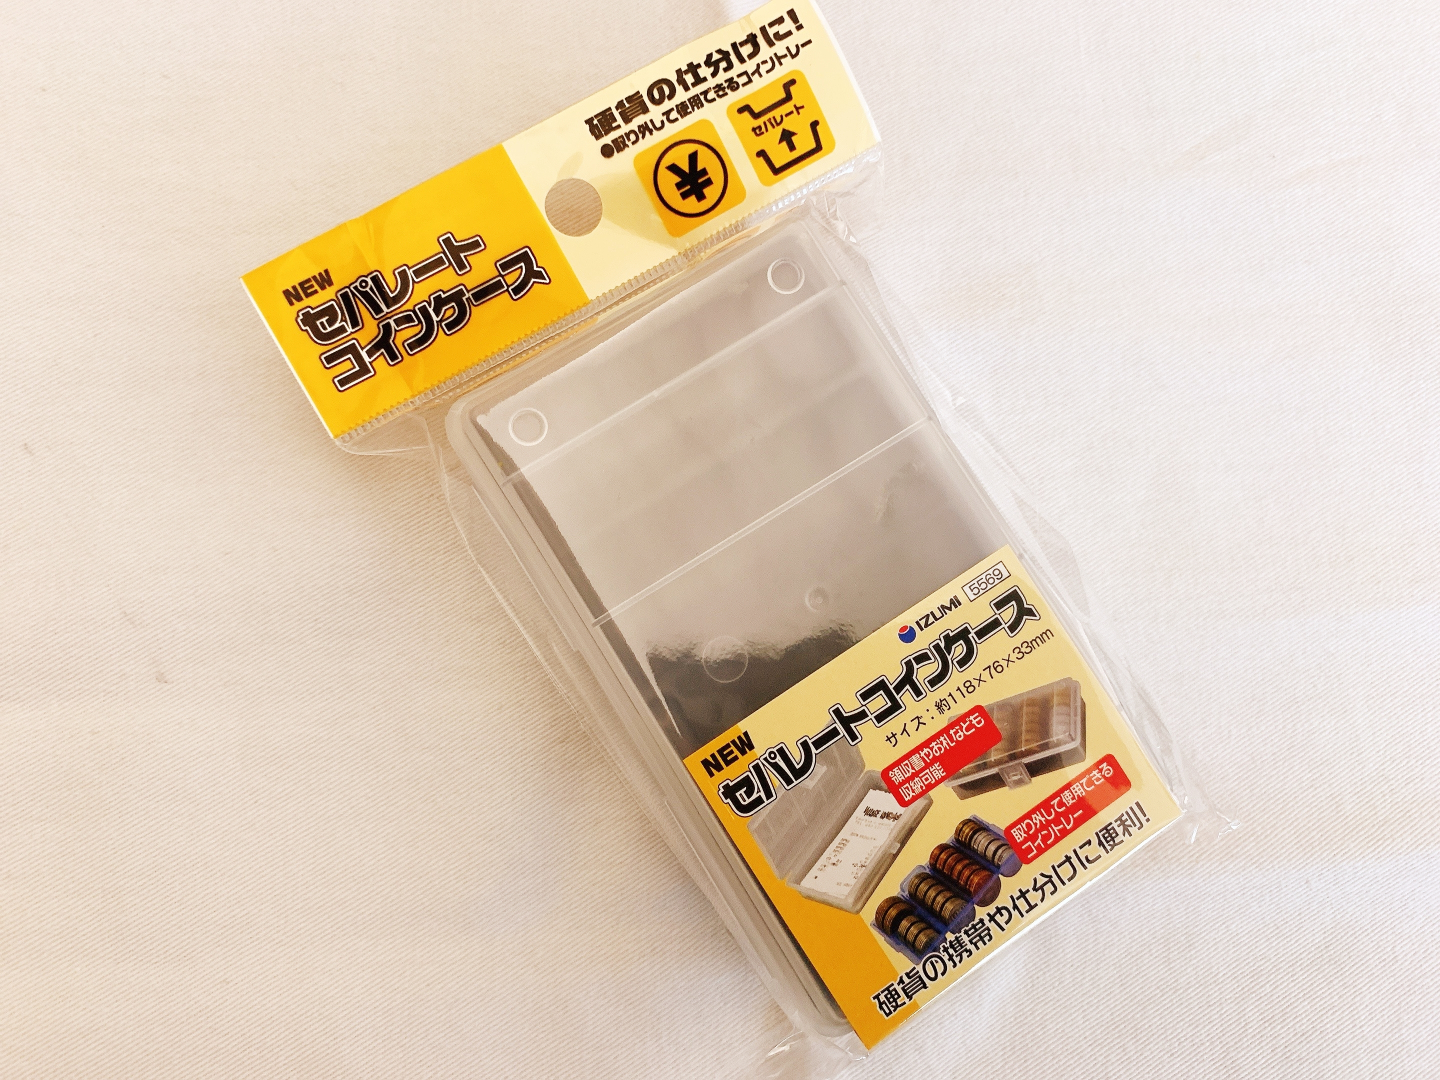 硬貨の仕分けに!
●取り外して使用できるコイントレー
¥
セパレート
NEW
セパレート
コインケース
IZUMI 5569
NEW
セパレートコインケース
サイズ:約118×76×33mm
領収書やお札なども
収納可能
取り外して使用できる
コイントレー
硬貨の携帯や仕分けに便利!